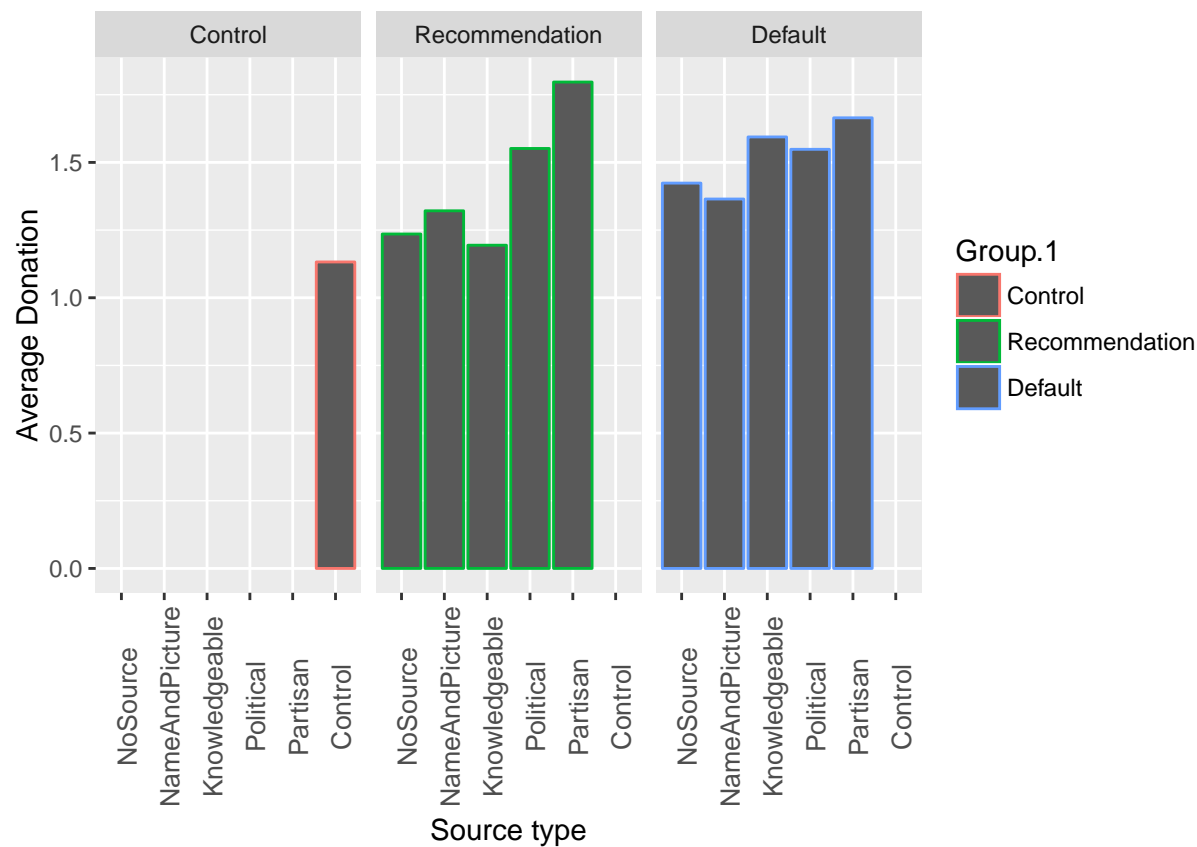 Control
Recommendation
Default
Average Donation
1.5
1.0
0.5
0.0
NoSource
NameAndPicture
Knowledgeable
Political
Partisan
Control
NoSource
NameAndPicture
Knowledgeable
Political
Partisan
Control
NoSource
NameAndPicture
Knowledgeable
Political
Partisan
Control
Source type
Group.1
Control
Recommendation
Default